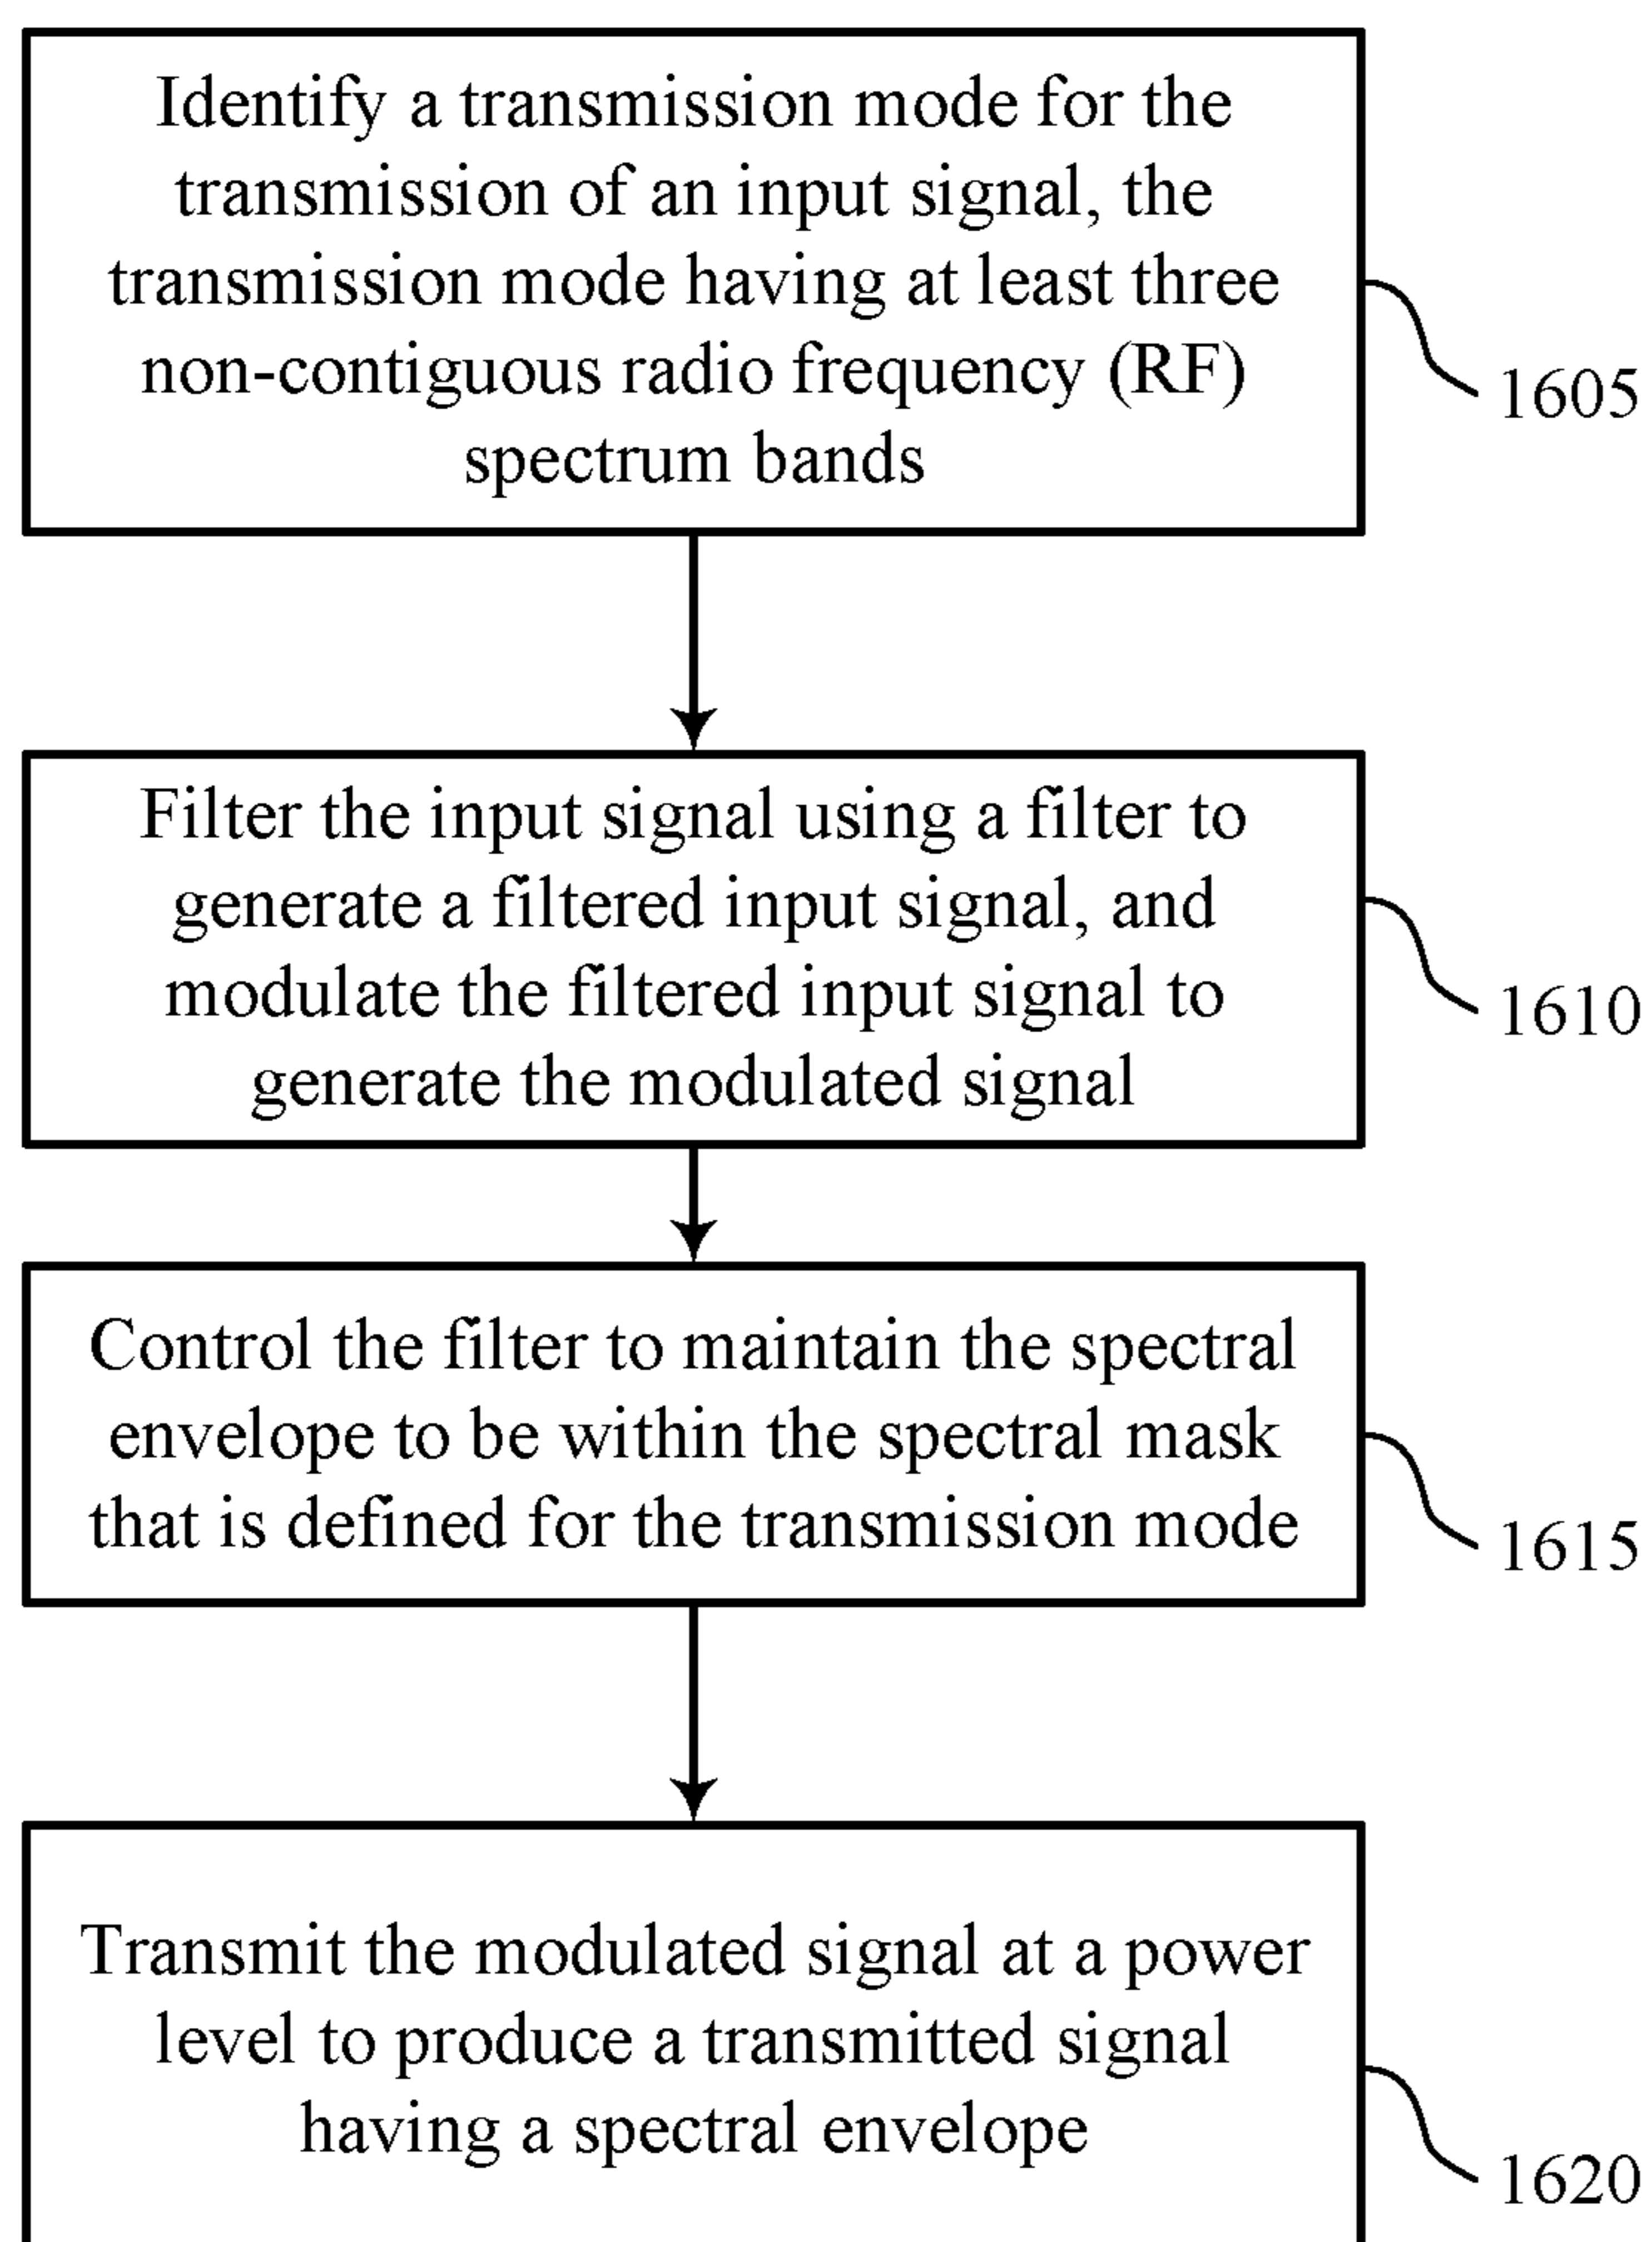 Identify a transmission mode for the
transmission of an input signal, the
transmission mode having at least three
non-contiguous radio frequency (RF)
spectrum bands
1605
Filter the input signal using a filter to
generate a filtered input signal, and
modulate the filtered input signal to
generate the modulated signal
1610
Control the filter to maintain the spectral
envelope to be within the spectral mask
that is defined for the transmission mode
1615
Transmit the modulated signal at a power
level to produce a transmitted signal
having a spectral envelope
1620